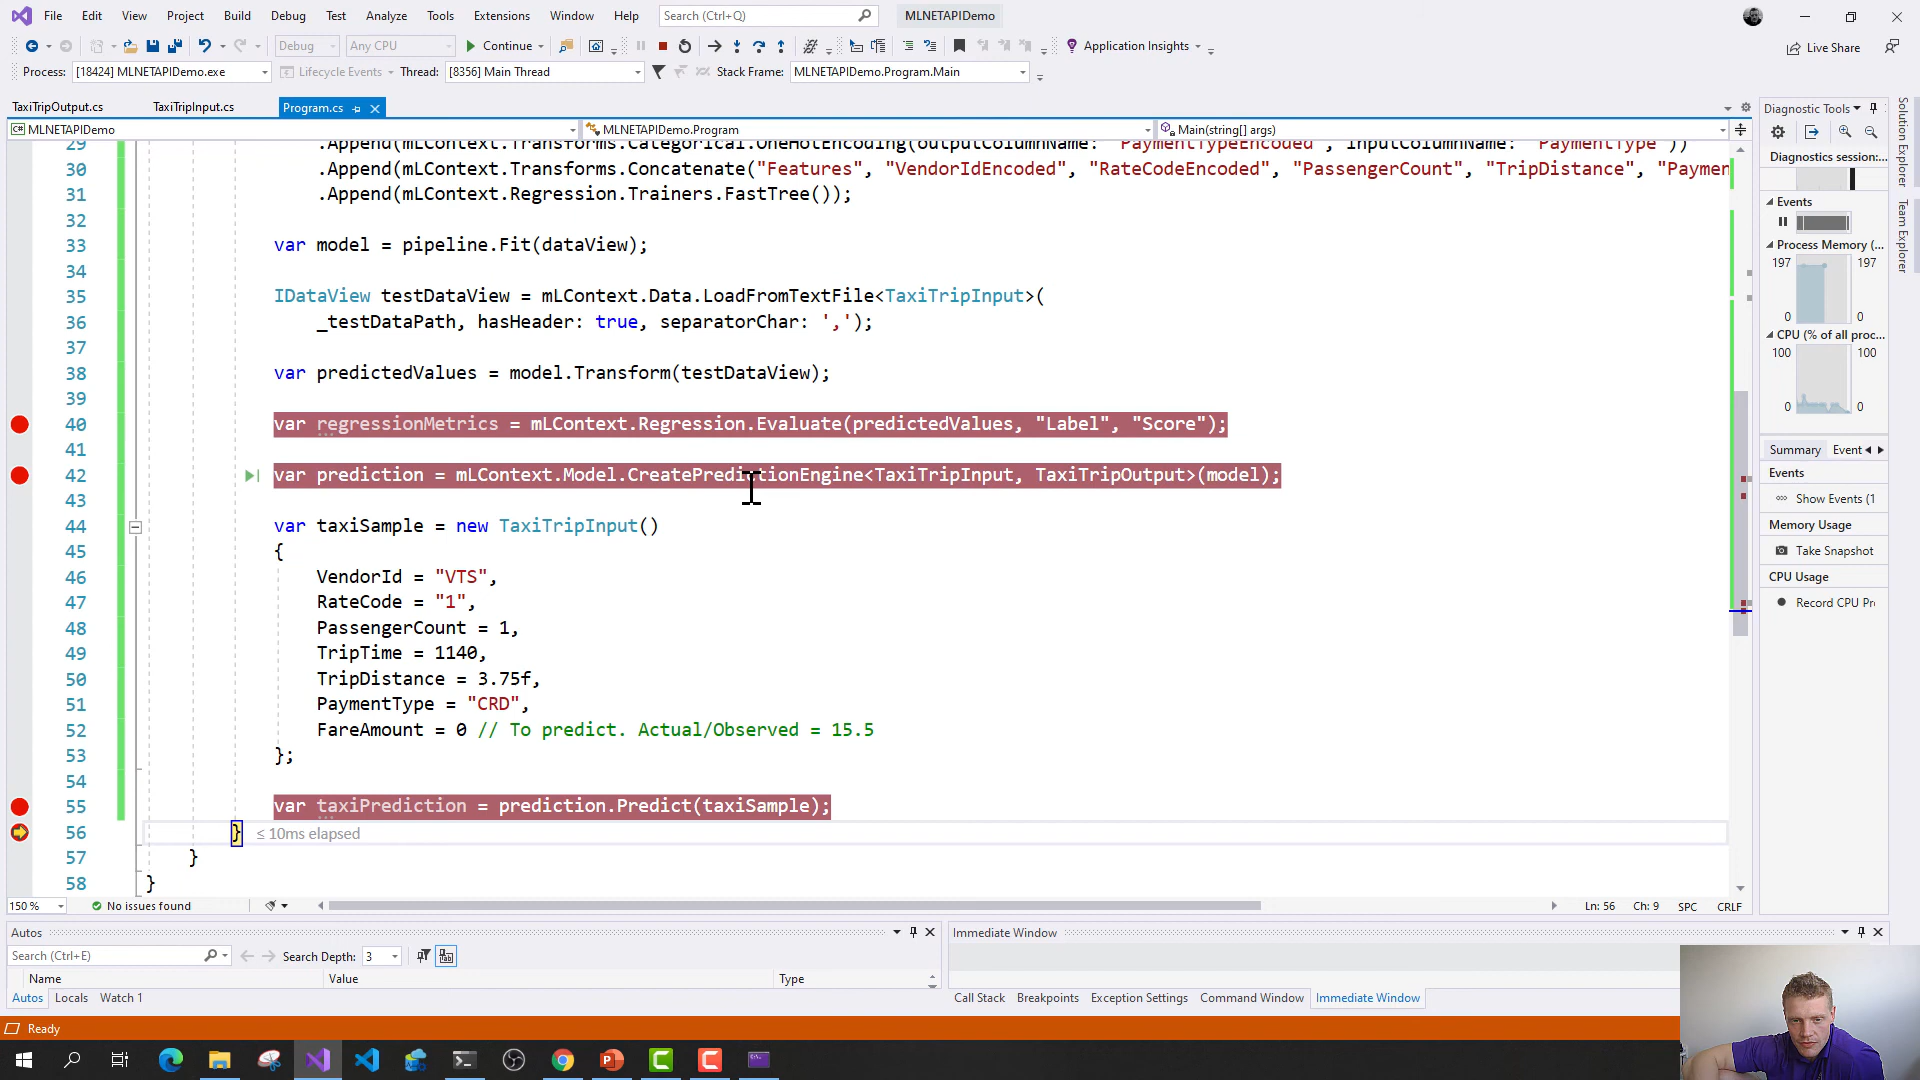 File Edit View Project Build Debug Test Analyze Tools Extensions Window Help Search (Ctrl+Q) MLNETAPIDemo
Debug Any CPU Continue Application Insights Live Share
Process: [18424] MLNETAPIDemo.exe Lifecycle Events Thread: [8356] Main Thread Stack Frame: MLNETAPIDemo.Program.Main
TaxiTripOutput.cs TaxiTripInput.cs Program.cs
MLNETAPIDemo MLNETAPIDemo.Program Main(string[] args)
29 .Append(mLContext.Transforms.Categorical.OneHotEncoding(outputColumnName: "PaymentTypeEncoded", inputColumnName: "PaymentType"))
30 .Append(mLContext.Transforms.Concatenate("Features", "VendorIdEncoded", "RateCodeEncoded", "PassengerCount", "TripDistance", "Paymen
31 .Append(mLContext.Regression.Trainers.FastTree());
32
33 var model = pipeline.Fit(dataView);
34
35 IDataView testDataView = mLContext.Data.LoadFromTextFile<TaxiTripInput>(
36 _testDataPath, hasHeader: true, separatorChar: ',');
37
38 var predictedValues = model.Transform(testDataView);
39
40 var regressionMetrics = mLContext.Regression.Evaluate(predictedValues, "Label", "Score");
41
42 var prediction = mLContext.Model.CreatePredictionEngine<TaxiTripInput, TaxiTripOutput>(model);
43
44 var taxiSample = new TaxiTripInput()
45 {
46 VendorId = "VTS",
47 RateCode = "1",
48 PassengerCount = 1,
49 TripTime = 1140,
50 TripDistance = 3.75f,
51 PaymentType = "CRD",
52 FareAmount = 0 // To predict. Actual/Observed = 15.5
53 };
54
55 var taxiPrediction = prediction.Predict(taxiSample);
56 } ≤ 10ms elapsed
57 }
58 }
150 % No issues found Ln: 56 Ch: 9 SPC CRLF
Diagnostic Tools
Diagnostics session:...
Events
Process Memory (...
197 197
0 0
CPU (% of all proc...
100 100
0 0
Summary Event
Events
Show Events (1
Memory Usage
Take Snapshot
CPU Usage
Record CPU Pr
Solution Explorer
Team Explorer
Autos
Search (Ctrl+E) Search Depth: 3
Name Value Type
Autos Locals Watch 1
Immediate Window
Call Stack Breakpoints Exception Settings Command Window Immediate Window
Ready